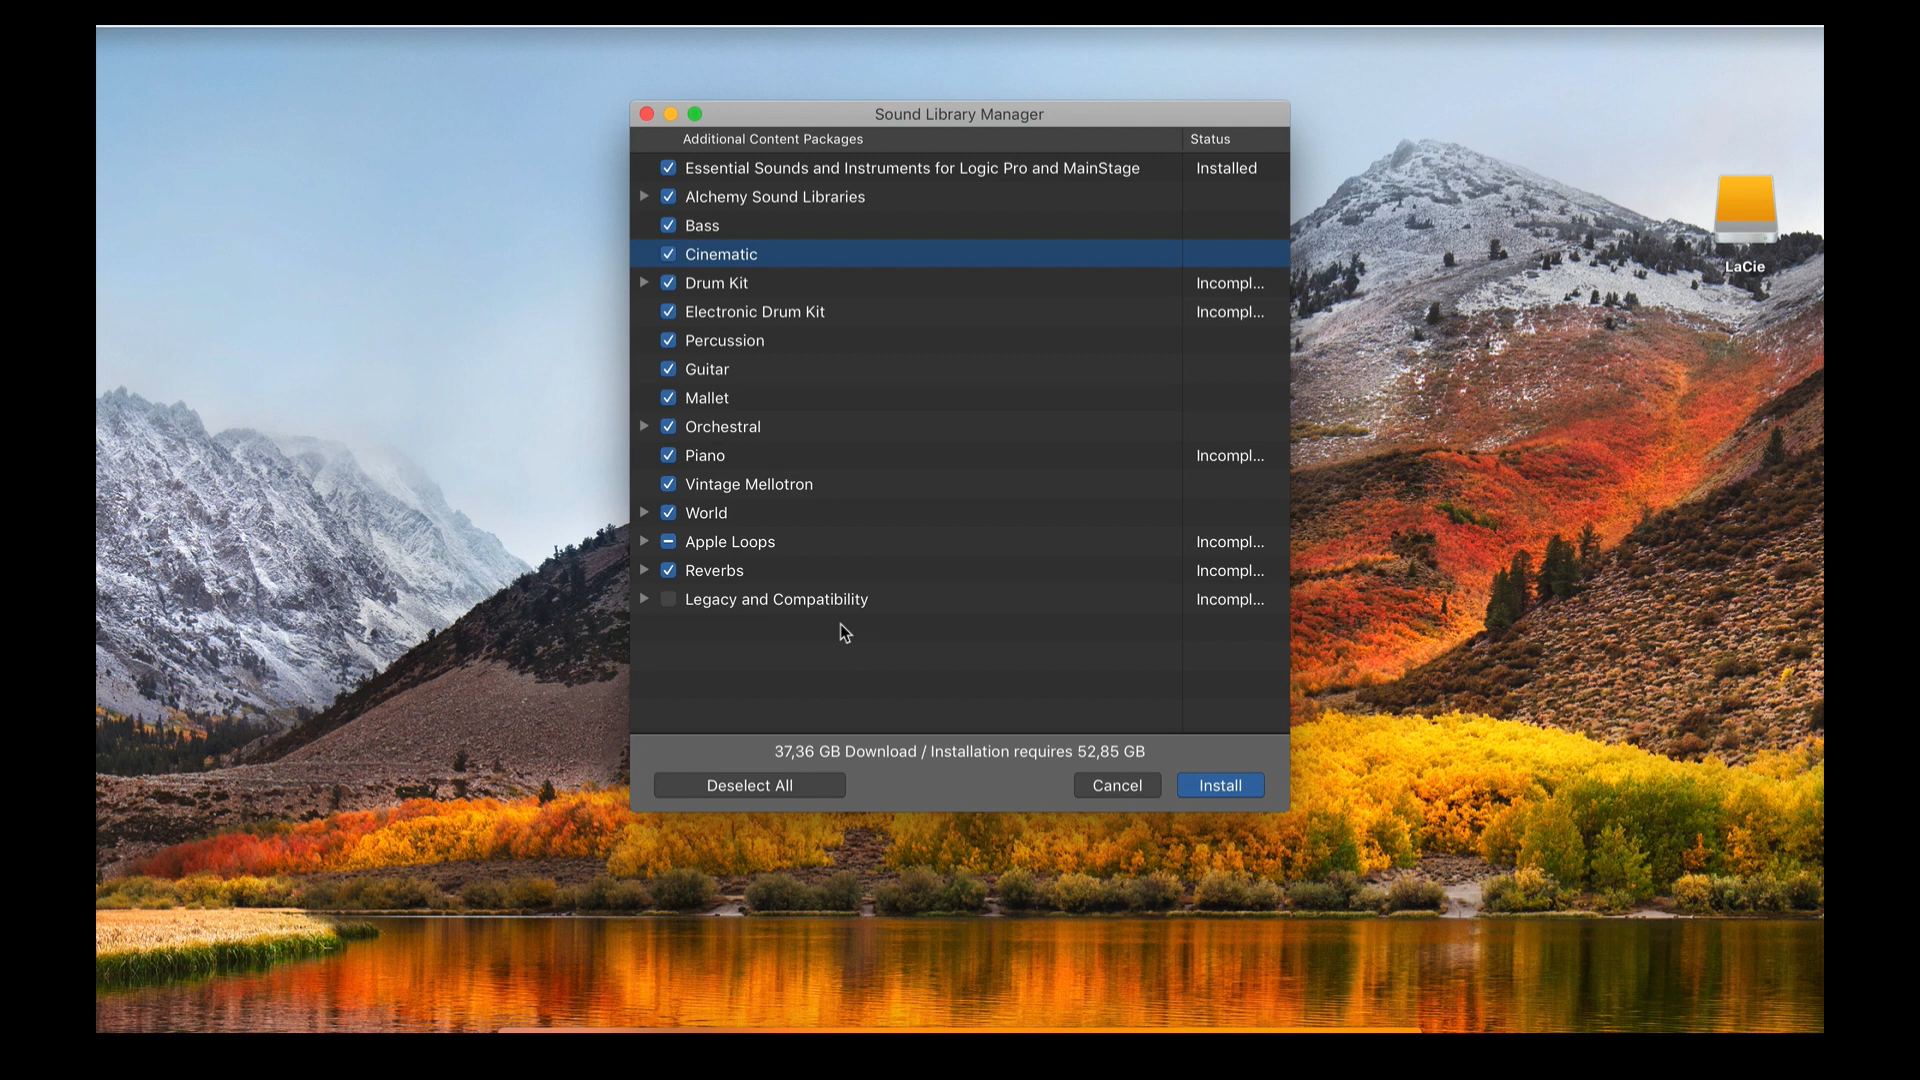 Sound Library Manager
Additional Content Packages Status
Essential Sounds and Instruments for Logic Pro and MainStage Installed
Alchemy Sound Libraries
Bass
Cinematic
Drum Kit Incompl...
Electronic Drum Kit Incompl...
Percussion
Guitar
Mallet
Orchestral
Piano Incompl...
Vintage Mellotron
World
Apple Loops Incompl...
Reverbs Incompl...
Legacy and Compatibility Incompl...
37,36 GB Download / Installation requires 52,85 GB
Deselect All Cancel Install
LaCie